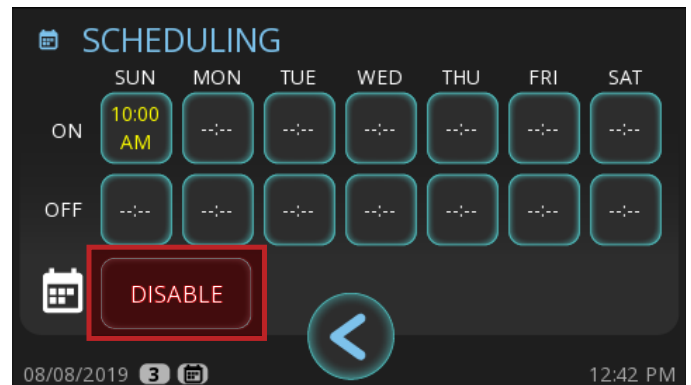 SCHEDULING
SUN MON TUE WED THU FRI SAT
ON 10:00 AM --:-- --:-- --:-- --:-- --:-- --:--
OFF --:-- --:-- --:-- --:-- --:-- --:-- --:--
DISABLE
08/08/2019 3 12:42 PM